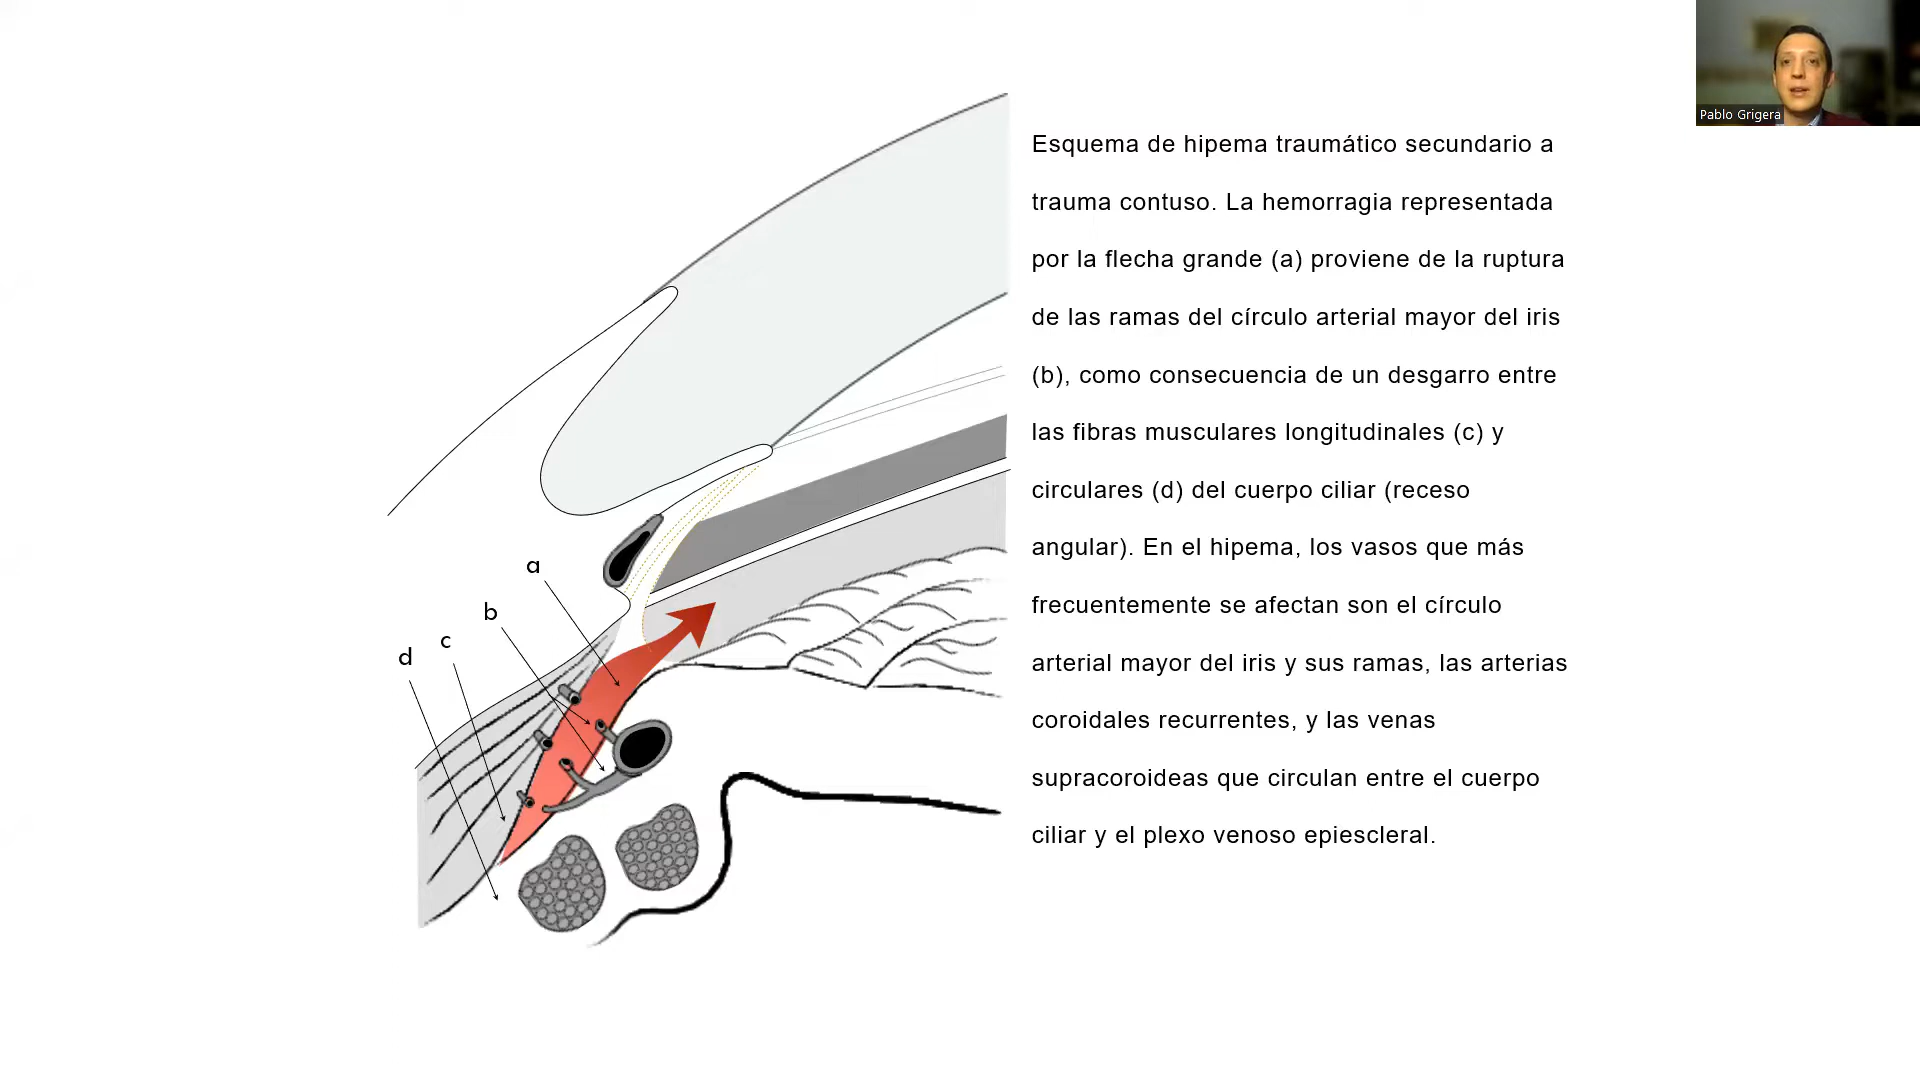 Pablo Grigera
Esquema de hipema traumático secundario a
trauma contuso. La hemorragia representada
por la flecha grande (a) proviene de la ruptura
de las ramas del círculo arterial mayor del iris
(b), como consecuencia de un desgarro entre
las fibras musculares longitudinales (c) y
circulares (d) del cuerpo ciliar (receso
angular). En el hipema, los vasos que más
frecuentemente se afectan son el círculo
arterial mayor del iris y sus ramas, las arterias
coroidales recurrentes, y las venas
supracoroideas que circulan entre el cuerpo
ciliar y el plexo venoso epiescleral.
a
b
c
d